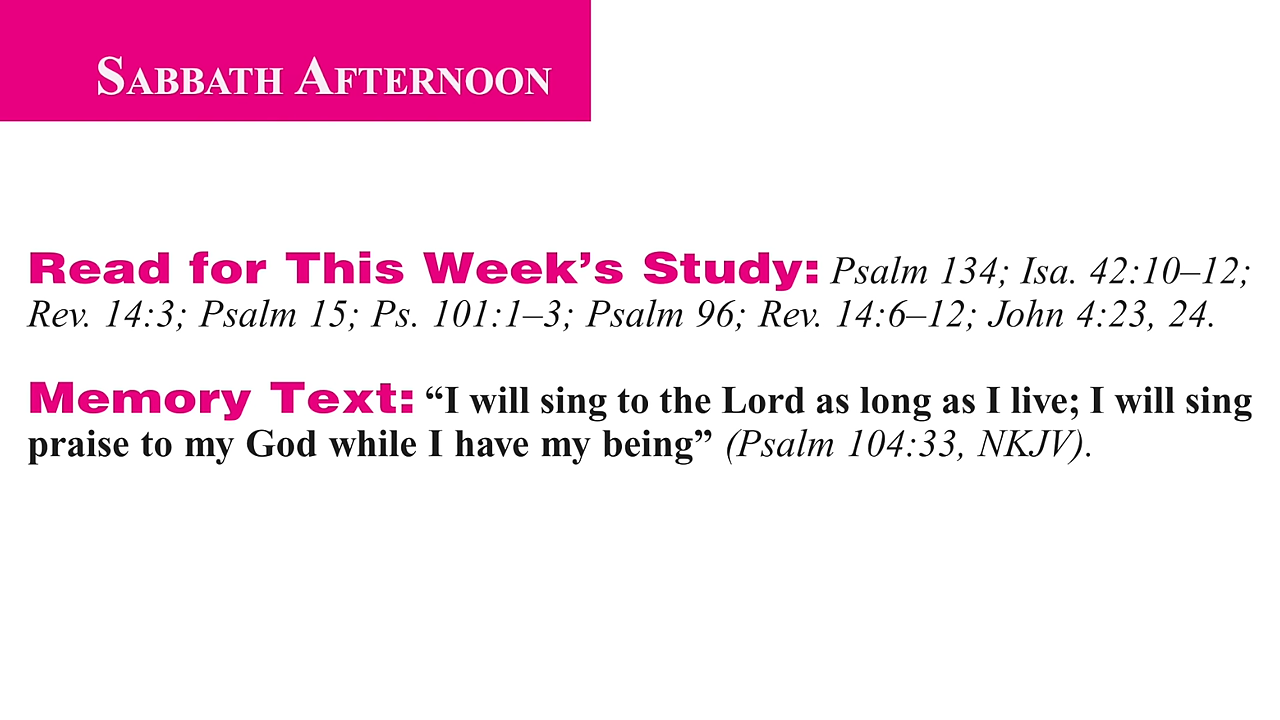 SABBATH AFTERNOON
Read for This Week’s Study: Psalm 134; Isa. 42:10–12;
Rev. 14:3; Psalm 15; Ps. 101:1–3; Psalm 96; Rev. 14:6–12; John 4:23, 24.
Memory Text: “I will sing to the Lord as long as I live; I will sing
praise to my God while I have my being” (Psalm 104:33, NKJV).